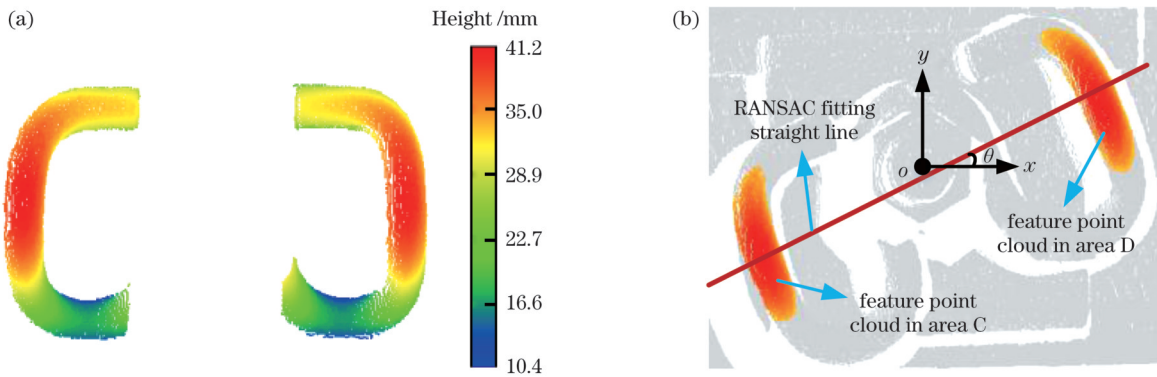 (a)
Height /mm
41.2
35.0
28.9
22.7
16.6
10.4
(b)
y
RANSAC fitting
straight line
θ
o
x
feature point
cloud in area D
feature point
cloud in area C